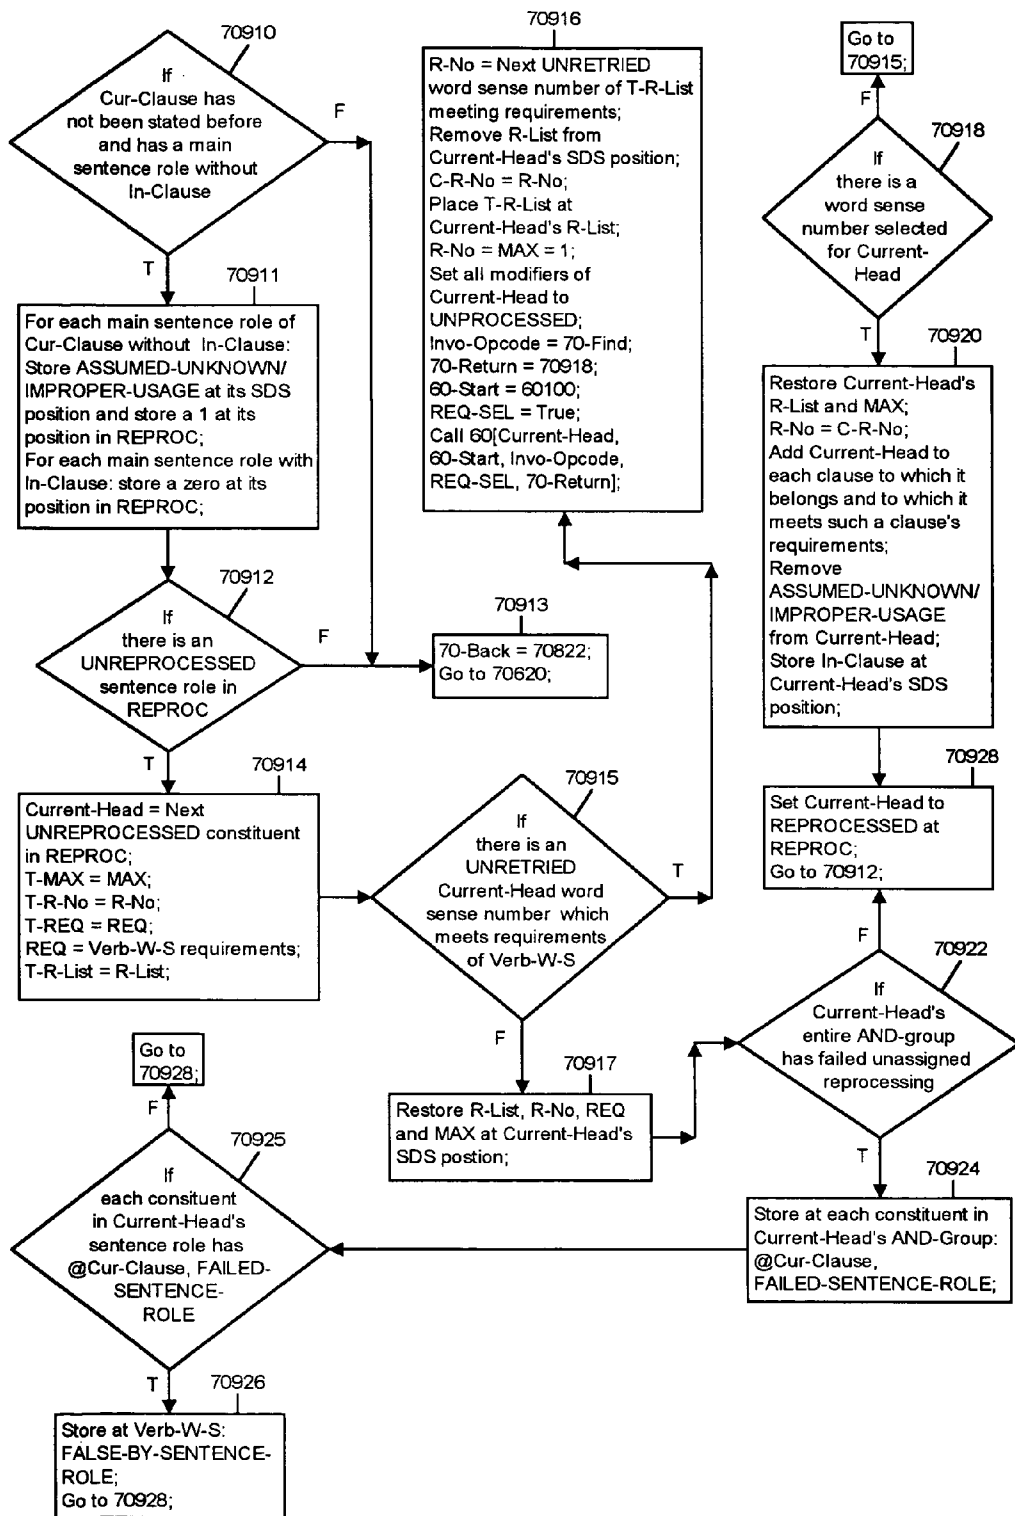 70910
If
Cur-Clause has
not been stated before
and has a main
sentence role without
In-Clause
F
T
70911
For each main sentence role of
Cur-Clause without In-Clause:
Store ASSUMED-UNKNOWN/
IMPROPER-USAGE at its SDS
position and store a 1 at its
position in REPROC;
For each main sentence role with
In-Clause: store a zero at its
position in REPROC;
70912
If
there is an
UNREPROCESSED
sentence role in
REPROC
F
T
70913
70-Back = 70822;
Go to 70620;
70914
Current-Head = Next
UNREPROCESSED constituent
in REPROC;
T-MAX = MAX;
T-R-No = R-No;
T-REQ = REQ;
REQ = Verb-W-S requirements;
T-R-List = R-List;
70915
If
there is an
UNRETRIED
Current-Head word
sense number which
meets requirements
of Verb-W-S
T
F
70916
R-No = Next UNRETRIED
word sense number of T-R-List
meeting requirements;
Remove R-List from
Current-Head's SDS position;
C-R-No = R-No;
Place T-R-List at
Current-Head's R-List;
R-No = MAX = 1;
Set all modifiers of
Current-Head to
UNPROCESSED;
Invo-Opcode = 70-Find;
70-Return = 70918;
60-Start = 60100;
REQ-SEL = True;
Call 60[Current-Head,
60-Start, Invo-Opcode,
REQ-SEL, 70-Return];
70917
Restore R-List, R-No, REQ
and MAX at Current-Head's
SDS postion;
Go to
70915;
F
70918
If
there is a
word sense
number selected
for Current-
Head
T
70920
Restore Current-Head's
R-List and MAX;
R-No = C-R-No;
Add Current-Head to
each clause to which it
belongs and to which it
meets such a clause's
requirements;
Remove
ASSUMED-UNKNOWN/
IMPROPER-USAGE
from Current-Head;
Store In-Clause at
Current-Head's SDS
position;
70928
Set Current-Head to
REPROCESSED at
REPROC;
Go to 70912;
F
70922
If
Current-Head's
entire AND-group
has failed unassigned
reprocessing
T
70924
Store at each constituent in
Current-Head's AND-Group:
@Cur-Clause,
FAILED-SENTENCE-ROLE;
Go to
70928;
F
70925
If
each consituent
in Current-Head's
sentence role has
@Cur-Clause, FAILED-
SENTENCE-
ROLE
T
70926
Store at Verb-W-S:
FALSE-BY-SENTENCE-
ROLE;
Go to 70928;